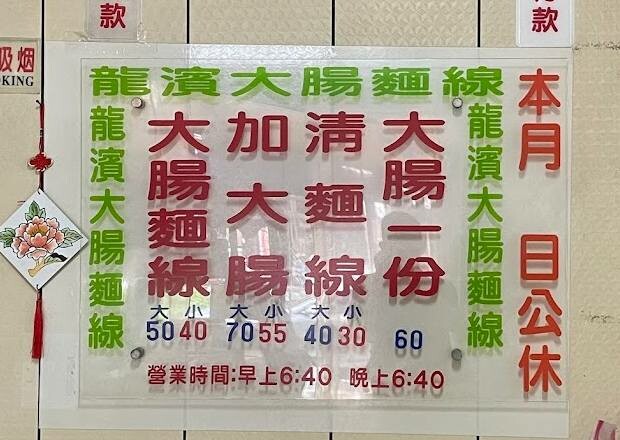 款
付款
吸烟
KING
龍濱大腸麵線
龍濱大腸麵線
大腸麵線
大 小
50 40
加大腸
大 小
70 55
清麵線
大 小
40 30
大腸一份
60
龍濱大腸麵線
本月 日公休
營業時間:早上6:40 晚上6:40